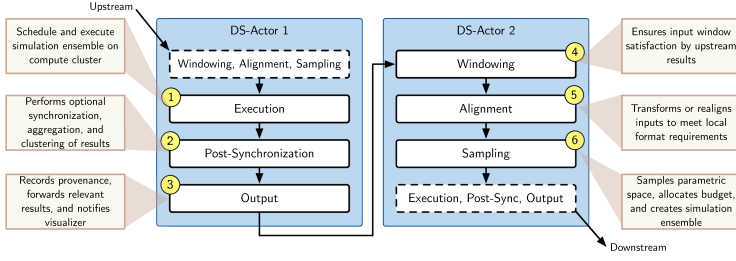 Upstream
DS-Actor 1
DS-Actor 2
Schedule and execute
simulation ensemble on
compute cluster
Performs optional
synchronization,
aggregation, and
clustering of results
Records provenance,
forwards relevant
results, and notifies
visualizer
Windowing, Alignment, Sampling
1
Execution
2
Post-Synchronization
3
Output
4
Windowing
5
Alignment
6
Sampling
Execution, Post-Sync, Output
Ensures input window
satisfaction by upstream
results
Transforms or realigns
inputs to meet local
format requirements
Samples parametric
space, allocates budget,
and creates simulation
ensemble
Downstream